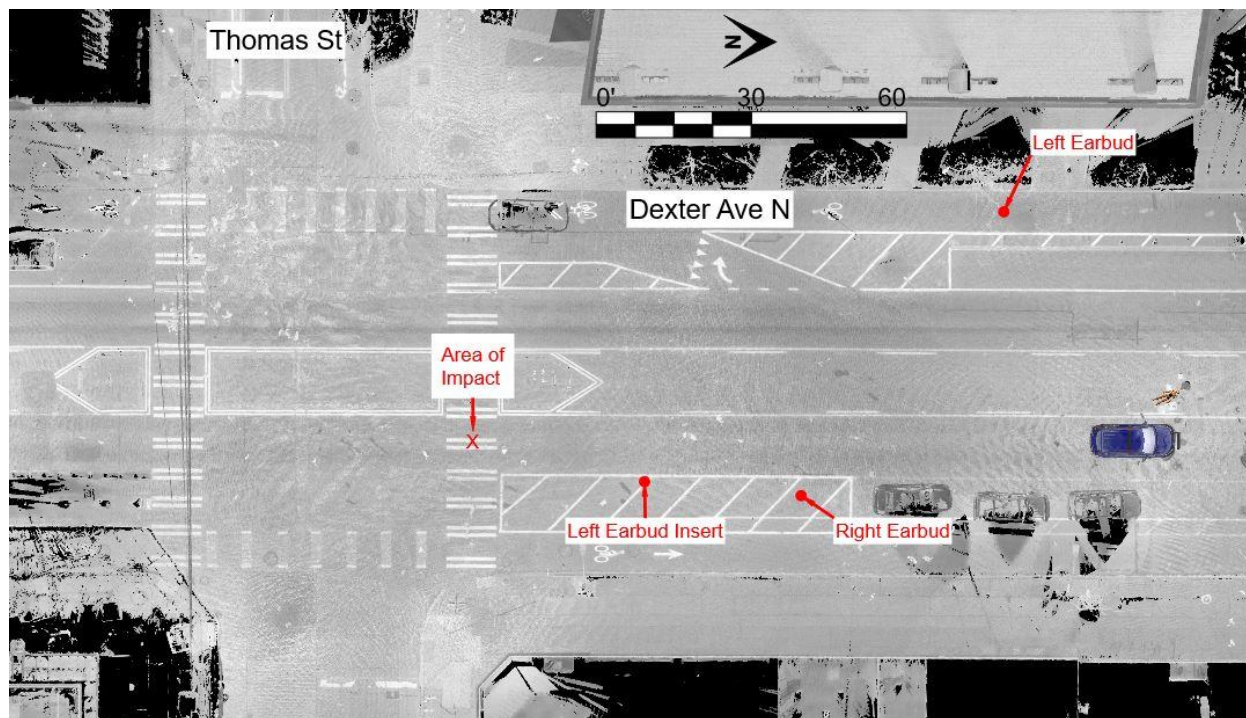 Thomas St
N
0' 30 60
Left Earbud
Dexter Ave N
Area of
Impact
Left Earbud Insert
Right Earbud